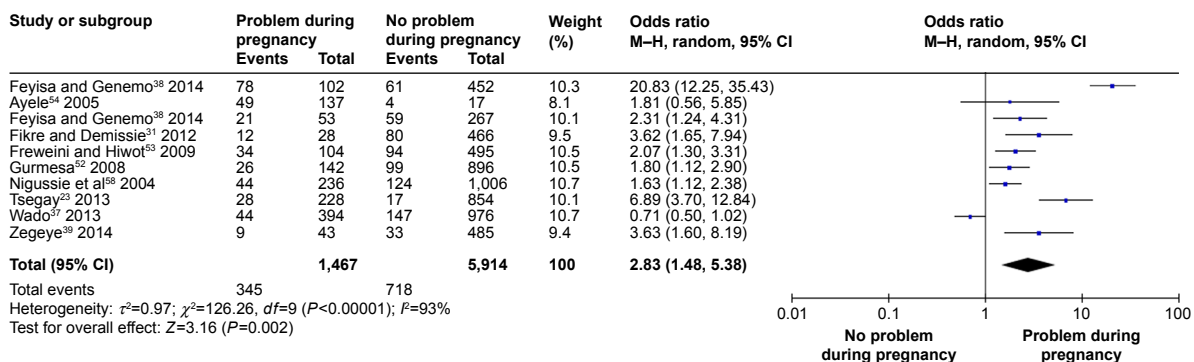 Study or subgroup Problem during No problem Weight Odds ratio Odds ratio
pregnancy during pregnancy (%) M–H, random, 95% CI M–H, random, 95% CI
Events Total Events Total
Feyisa and Genemo³⁸ 2014 78 102 61 452 10.3 20.83 (12.25, 35.43)
Ayele⁵⁴ 2005 49 137 4 17 8.1 1.81 (0.56, 5.85)
Feyisa and Genemo³⁸ 2014 21 53 59 267 10.1 2.31 (1.24, 4.31)
Fikre and Demissie³¹ 2012 12 28 80 466 9.5 3.62 (1.65, 7.94)
Freweini and Hiwot⁵³ 2009 34 104 94 495 10.5 2.07 (1.30, 3.31)
Gurmesa⁵² 2008 26 142 99 896 10.5 1.80 (1.12, 2.90)
Nigussie et al⁵⁸ 2004 44 236 124 1,006 10.7 1.63 (1.12, 2.38)
Tsegay²³ 2013 28 228 17 854 10.1 6.89 (3.70, 12.84)
Wado³⁷ 2013 44 394 147 976 10.7 0.71 (0.50, 1.02)
Zegeye³⁹ 2014 9 43 33 485 9.4 3.63 (1.60, 8.19)
Total (95% CI) 1,467 5,914 100 2.83 (1.48, 5.38)
Total events 345 718
Heterogeneity: τ²=0.97; χ²=126.26, df=9 (P<0.00001); I²=93%
Test for overall effect: Z=3.16 (P=0.002)
0.01 0.1 1 10 100
No problem Problem during
during pregnancy pregnancy